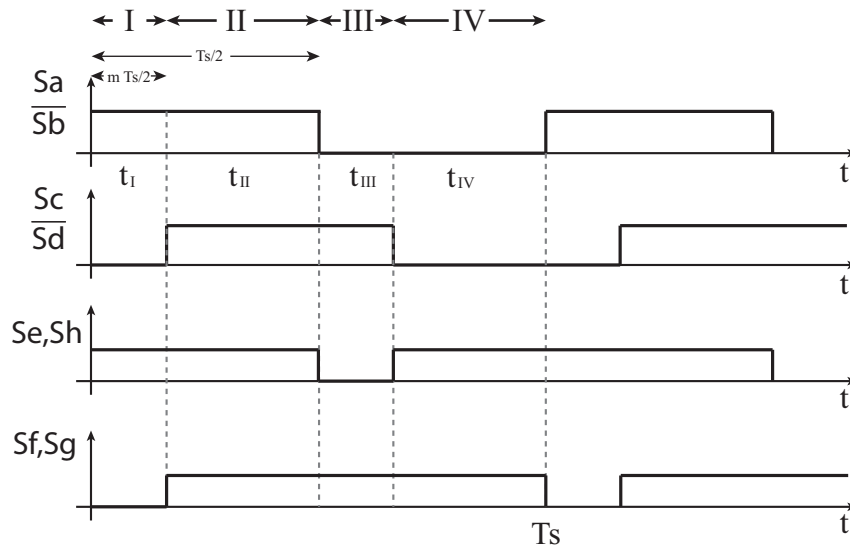 I II III IV
Ts/2
m Ts/2
Sa
Sb
t
tI tII tIII tIV
Sc
Sd
t
Se,Sh
t
Sf,Sg
Ts
t